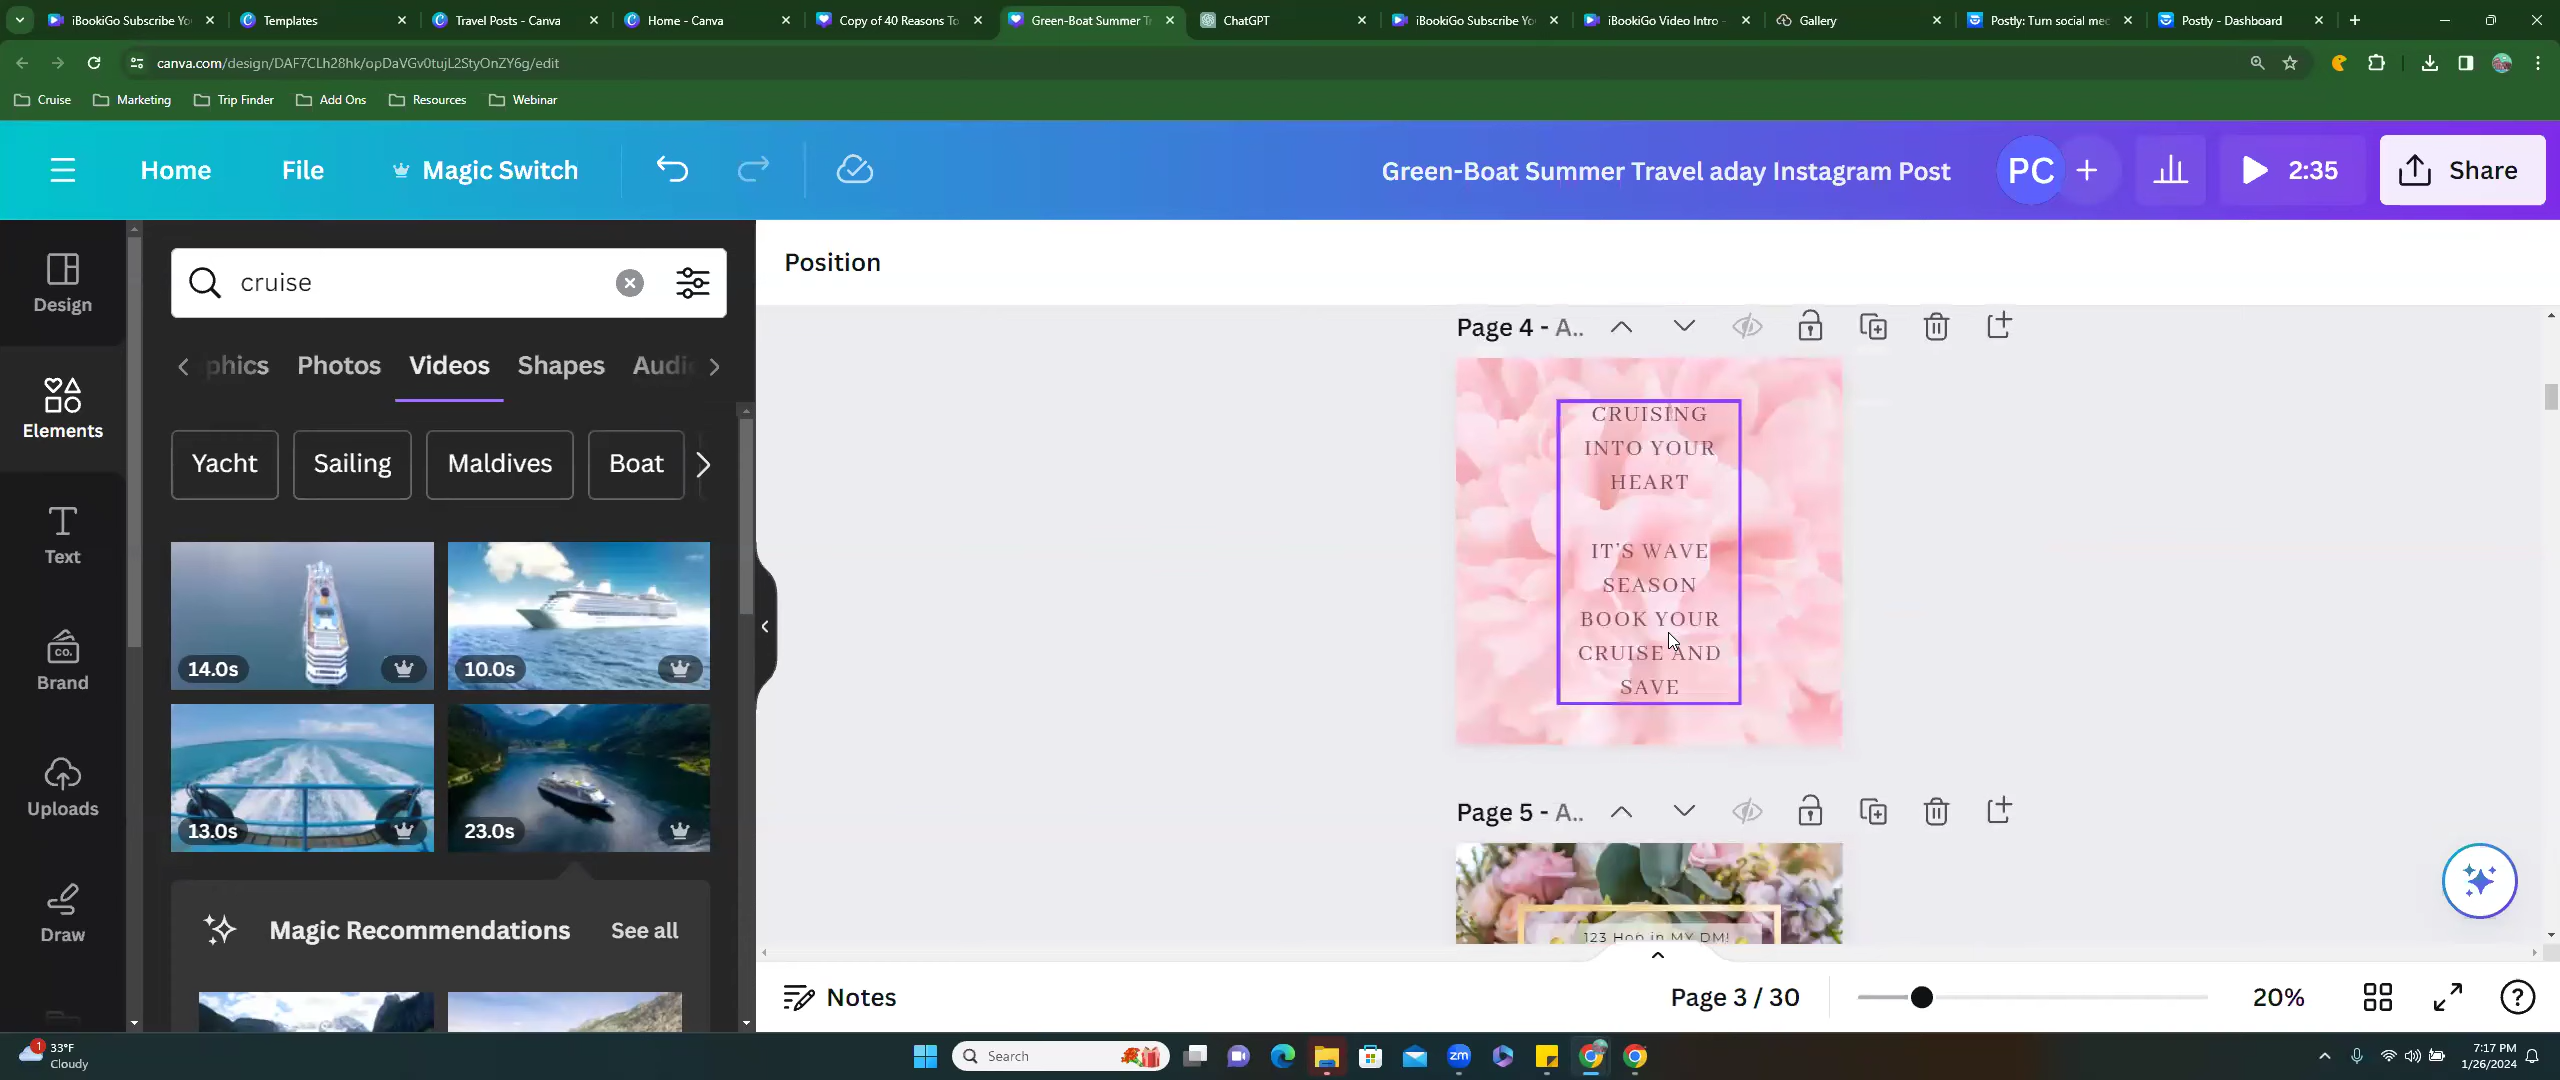 iBookiGo Subscribe Yo
Templates
Travel Posts - Canva
Home - Canva
Copy of 40 Reasons To
Green-Boat Summer Tr
ChatGPT
iBookiGo Subscribe Yo
iBookiGo Video Intro -
Gallery
Postly: Turn social med
Postly - Dashboard
canva.com/design/DAF7CLh28hk/opDaVGv0tujL2StyOnZY6g/edit
Cruise
Marketing
Trip Finder
Add Ons
Resources
Webinar
Home
File
Magic Switch
Green-Boat Summer Travel aday Instagram Post
PC
2:35
Share
Design
Elements
Text
Brand
Uploads
Draw
cruise
phics
Photos
Videos
Shapes
Audi
Yacht
Sailing
Maldives
Boat
14.0s
10.0s
13.0s
23.0s
Magic Recommendations
See all
Position
Page 4 - A..
CRUISING
INTO YOUR
HEART
IT'S WAVE
SEASON
BOOK YOUR
CRUISE AND
SAVE
Page 5 - A..
123 Hop in MY DM!
Notes
Page 3 / 30
20%
1
33°F
Cloudy
Search
zm
7:17 PM
1/26/2024